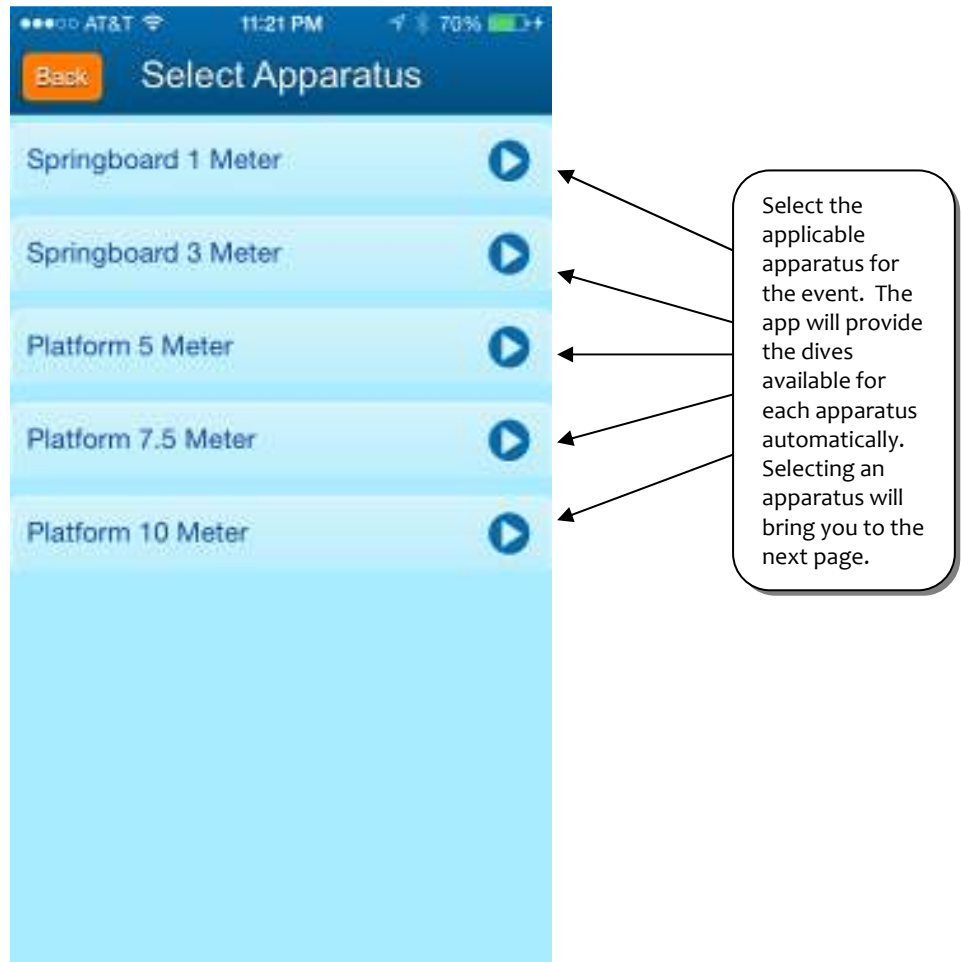 AT&T 11:21 PM 70%
Back Select Apparatus
Springboard 1 Meter
Springboard 3 Meter
Platform 5 Meter
Platform 7.5 Meter
Platform 10 Meter
Select the
applicable
apparatus for
the event. The
app will provide
the dives
available for
each apparatus
automatically.
Selecting an
apparatus will
bring you to the
next page.